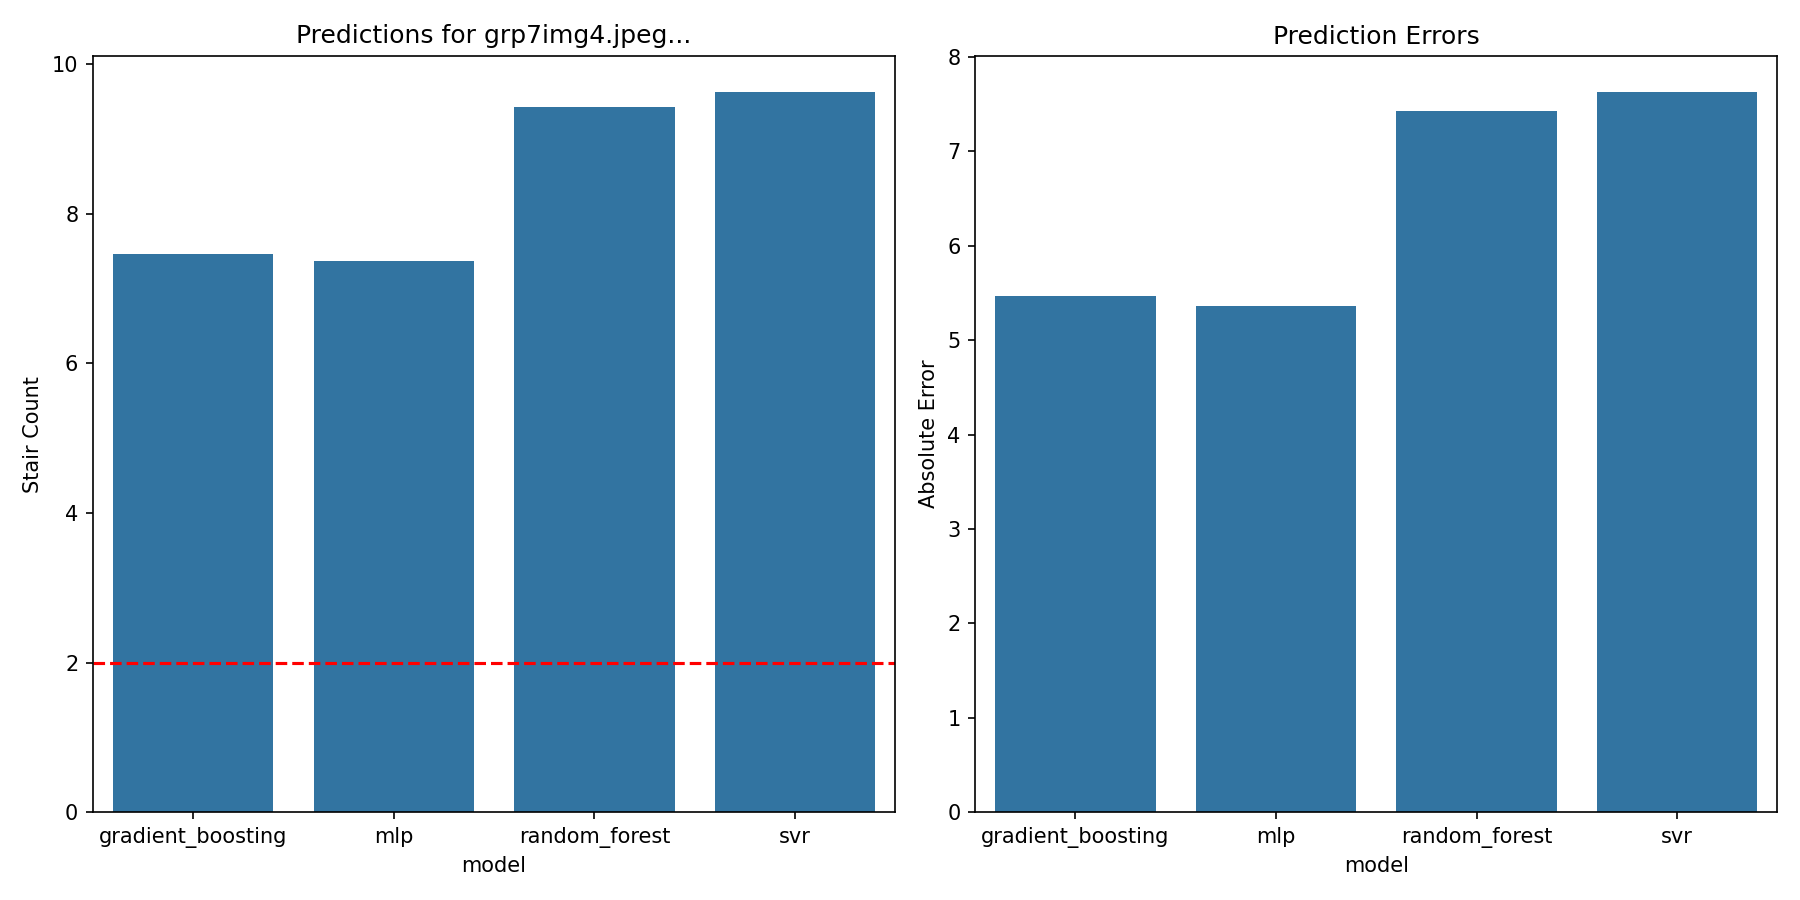 Predictions for grp7img4.jpeg...
10
8
6
4
2
0
Stair Count
gradient_boosting mlp random_forest svr
model
Prediction Errors
8
7
6
5
4
3
2
1
0
Absolute Error
gradient_boosting mlp random_forest svr
model